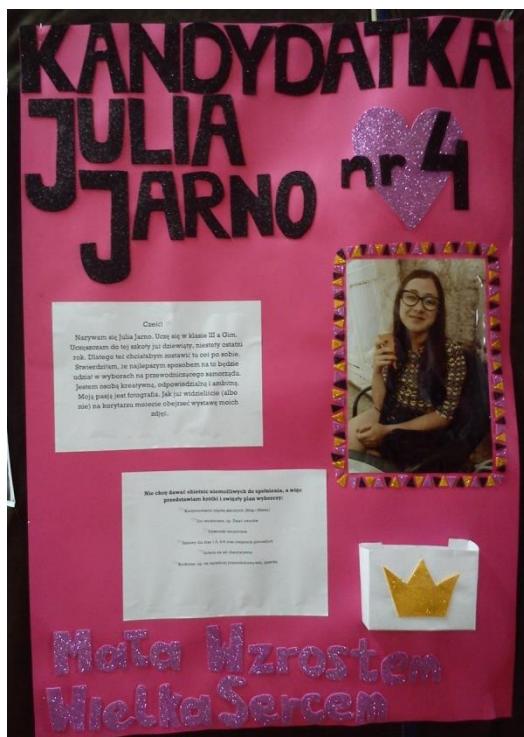 KANDYDATKA
JULIA
JARNO
nr 4
Cześć!
Nazywam się Julia Jarno. Uczę się w klasie III a Gim.
Uczęszczam do tej szkoły już dziewiąty, niestety ostatni
rok. Dlatego też chciałabym zostawić tu coś po sobie.
Stwierdziłam, że najlepszym sposobem na to będzie
udział w wyborach na przewodniczącego samorządu.
Jestem osobą kreatywną, odpowiedzialną i ambitną.
Moją pasją jest fotografia. Jak już widzieliście (albo
nie) na korytarzu możecie obejrzeć wystawę moich
zdjęć.
Nie chcę dawać obietnic niemożliwych do spełnienia, a więc
przedstawiam krótki i zwięzły plan wyborczy:
Mała Wzrostem
Wielka Sercem